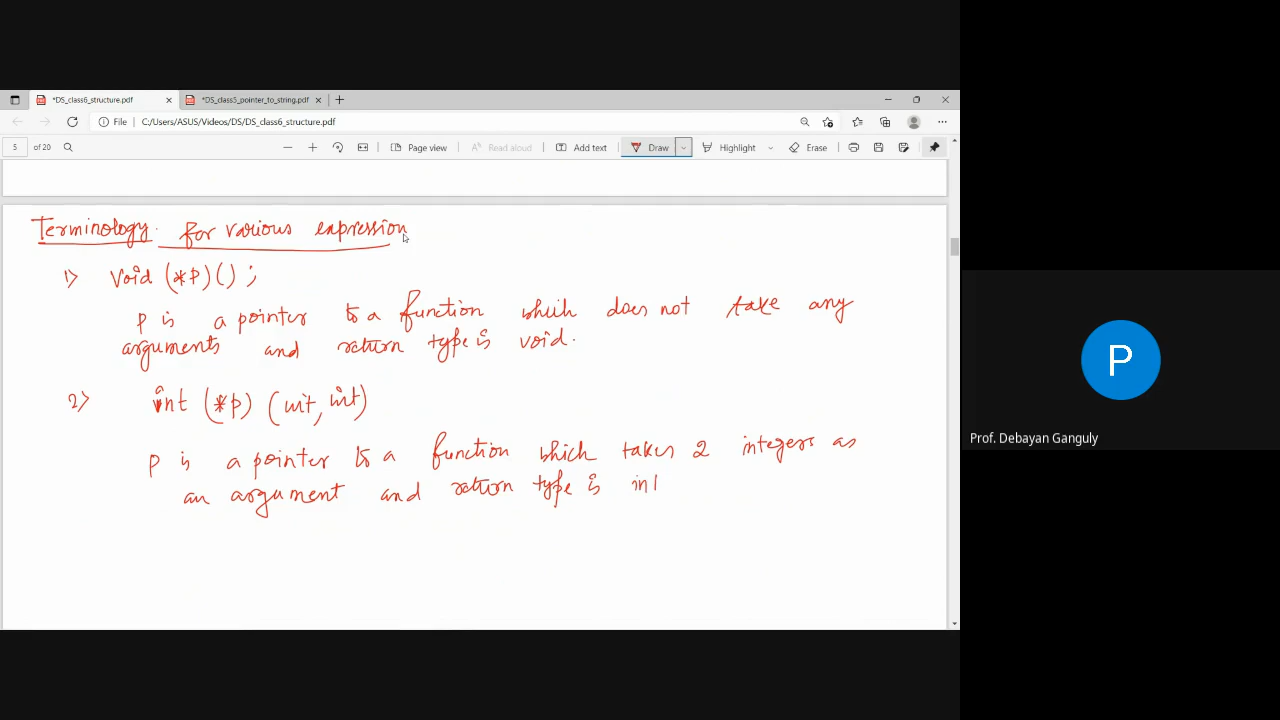 *DS_class6_structure.pdf
*DS_class5_pointer_to_string.pdf
File
C:/Users/ASUS/Videos/DS/DS_class6_structure.pdf
5 of 20
Page view
Read aloud
Add text
Draw
Highlight
Erase
Terminology for various expression
1> Void (*P)();
P is a pointer to a function which does not take any
arguments and return type is void.
2> int (*P) (int, int)
P is a pointer to a function which takes 2 integers as
an argument and return type is int
P
Prof. Debayan Ganguly